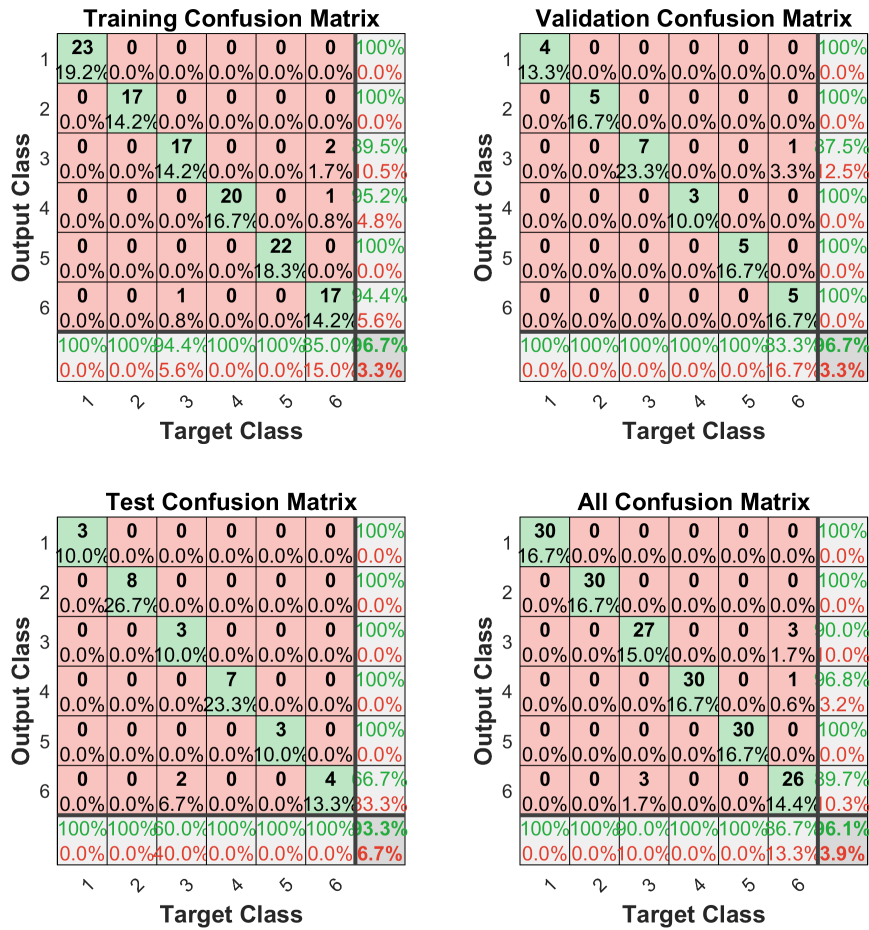 Training Confusion Matrix
Output Class
1 23 0 0 0 0 0 100%
19.2% 0.0% 0.0% 0.0% 0.0% 0.0% 0.0%
2 0 17 0 0 0 0 100%
0.0% 14.2% 0.0% 0.0% 0.0% 0.0% 0.0%
3 0 0 17 0 0 2 89.5%
0.0% 0.0% 14.2% 0.0% 0.0% 1.7% 10.5%
4 0 0 0 20 0 1 95.2%
0.0% 0.0% 0.0% 16.7% 0.0% 0.8% 4.8%
5 0 0 0 0 22 0 100%
0.0% 0.0% 0.0% 0.0% 18.3% 0.0% 0.0%
6 0 0 1 0 0 17 94.4%
0.0% 0.0% 0.8% 0.0% 0.0% 14.2% 5.6%
100% 100% 94.4% 100% 100% 85.0% 96.7%
0.0% 0.0% 5.6% 0.0% 0.0% 15.0% 3.3%
1 2 3 4 5 6
Target Class
Validation Confusion Matrix
Output Class
1 4 0 0 0 0 0 100%
13.3% 0.0% 0.0% 0.0% 0.0% 0.0% 0.0%
2 0 5 0 0 0 0 100%
0.0% 16.7% 0.0% 0.0% 0.0% 0.0% 0.0%
3 0 0 7 0 0 1 87.5%
0.0% 0.0% 23.3% 0.0% 0.0% 3.3% 12.5%
4 0 0 0 3 0 0 100%
0.0% 0.0% 0.0% 10.0% 0.0% 0.0% 0.0%
5 0 0 0 0 5 0 100%
0.0% 0.0% 0.0% 0.0% 16.7% 0.0% 0.0%
6 0 0 0 0 0 5 100%
0.0% 0.0% 0.0% 0.0% 0.0% 16.7% 0.0%
100% 100% 100% 100% 100% 83.3% 96.7%
0.0% 0.0% 0.0% 0.0% 0.0% 16.7% 3.3%
1 2 3 4 5 6
Target Class
Test Confusion Matrix
Output Class
1 3 0 0 0 0 0 100%
10.0% 0.0% 0.0% 0.0% 0.0% 0.0% 0.0%
2 0 8 0 0 0 0 100%
0.0% 26.7% 0.0% 0.0% 0.0% 0.0% 0.0%
3 0 0 3 0 0 0 100%
0.0% 0.0% 10.0% 0.0% 0.0% 0.0% 0.0%
4 0 0 0 7 0 0 100%
0.0% 0.0% 0.0% 23.3% 0.0% 0.0% 0.0%
5 0 0 0 0 3 0 100%
0.0% 0.0% 0.0% 0.0% 10.0% 0.0% 0.0%
6 0 0 2 0 0 4 66.7%
0.0% 0.0% 6.7% 0.0% 0.0% 13.3% 33.3%
100% 100% 60.0% 100% 100% 100% 93.3%
0.0% 0.0% 40.0% 0.0% 0.0% 0.0% 6.7%
1 2 3 4 5 6
Target Class
All Confusion Matrix
Output Class
1 30 0 0 0 0 0 100%
16.7% 0.0% 0.0% 0.0% 0.0% 0.0% 0.0%
2 0 30 0 0 0 0 100%
0.0% 16.7% 0.0% 0.0% 0.0% 0.0% 0.0%
3 0 0 27 0 0 3 90.0%
0.0% 0.0% 15.0% 0.0% 0.0% 1.7% 10.0%
4 0 0 0 30 0 1 96.8%
0.0% 0.0% 0.0% 16.7% 0.0% 0.6% 3.2%
5 0 0 0 0 30 0 100%
0.0% 0.0% 0.0% 0.0% 16.7% 0.0% 0.0%
6 0 0 3 0 0 26 89.7%
0.0% 0.0% 1.7% 0.0% 0.0% 14.4% 10.3%
100% 100% 90.0% 100% 100% 86.7% 96.1%
0.0% 0.0% 10.0% 0.0% 0.0% 13.3% 3.9%
1 2 3 4 5 6
Target Class